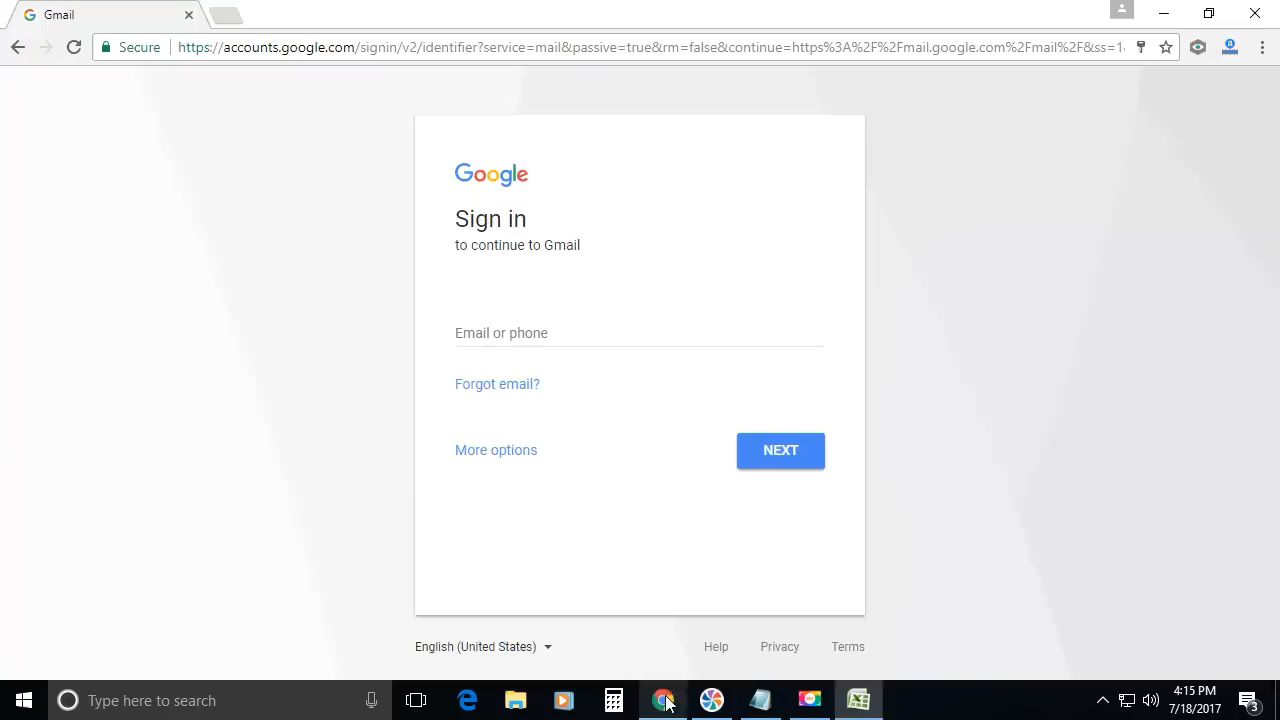 Gmail
Secure
https://accounts.google.com/signin/v2/identifier?service=mail&passive=true&rm=false&continue=https%3A%2F%2Fmail.google.com%2Fmail%2F&ss=1
Google
Sign in
to continue to Gmail
Email or phone
Forgot email?
More options
NEXT
English (United States)
Help
Privacy
Terms
Type here to search
4:15 PM
7/18/2017
3